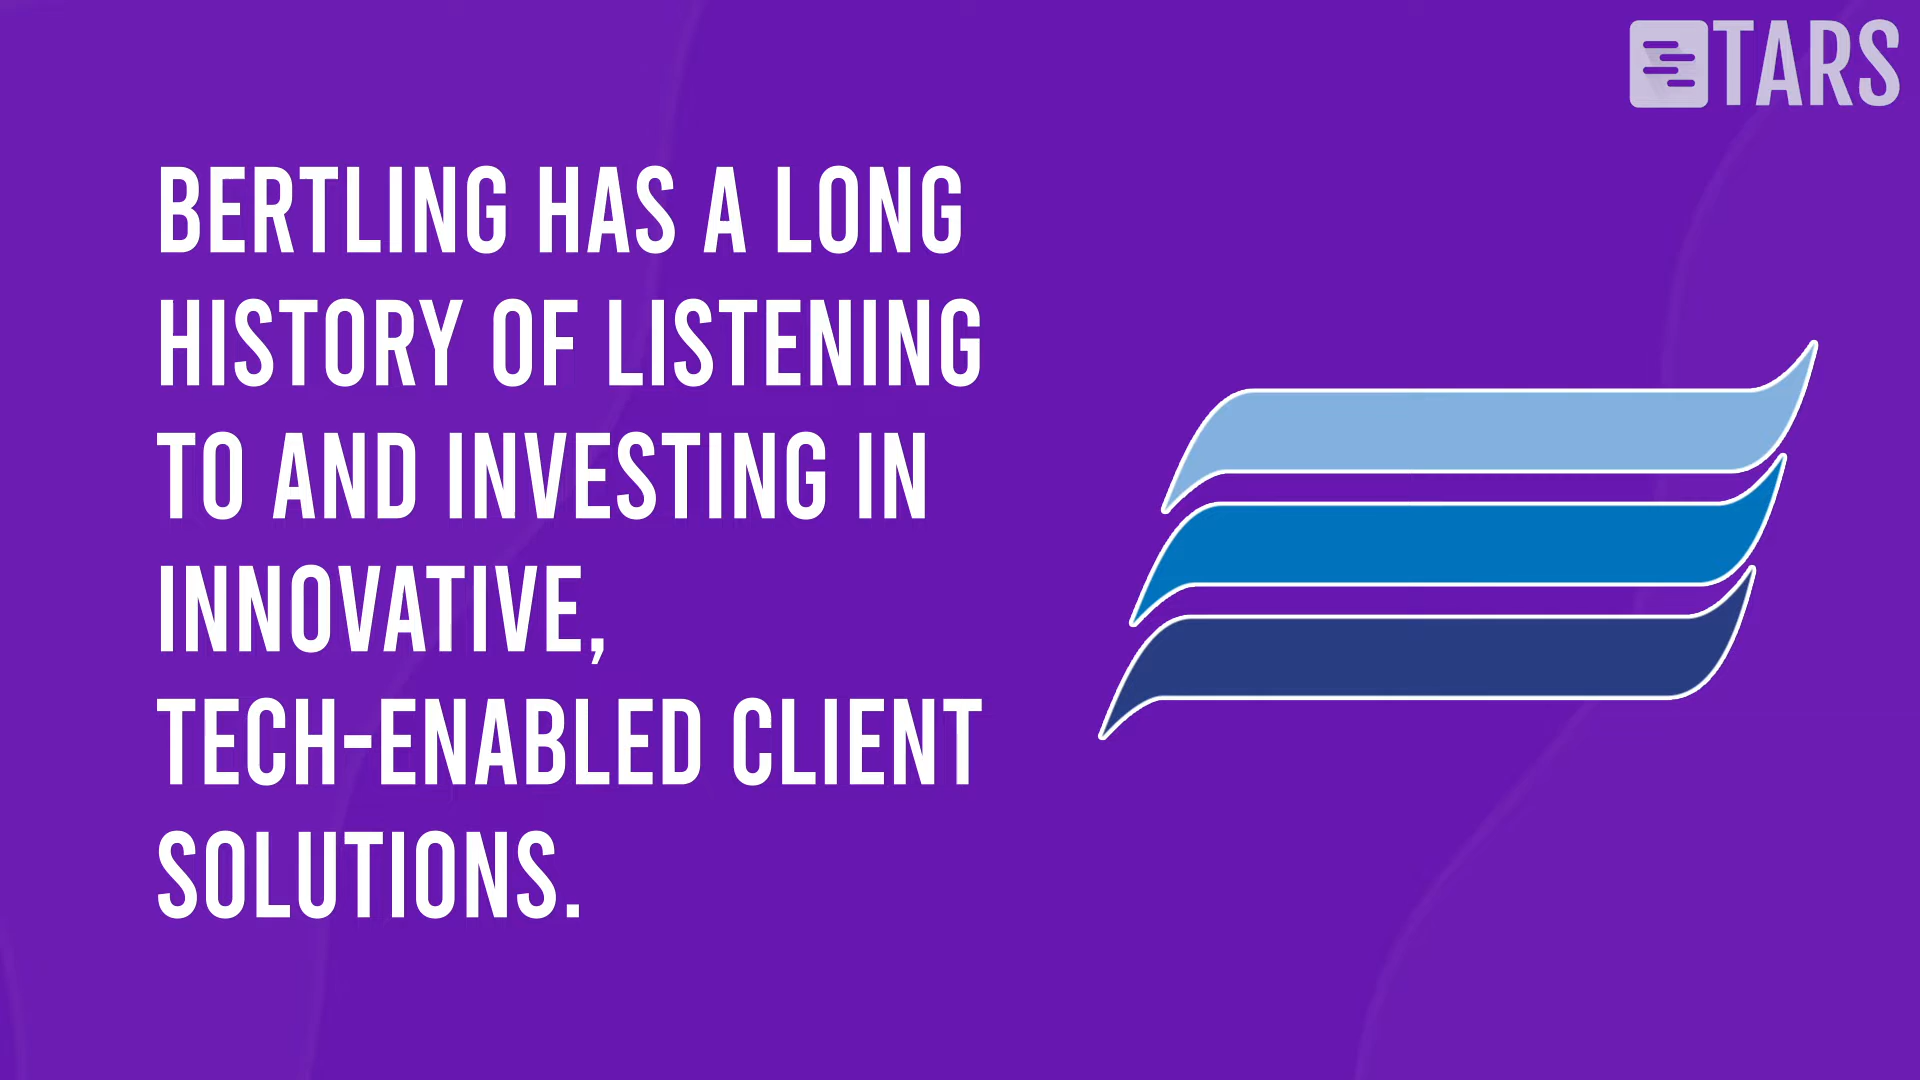 TARS
BERTLING HAS A LONG
HISTORY OF LISTENING
TO AND INVESTING IN
INNOVATIVE,
TECH-ENABLED CLIENT
SOLUTIONS.